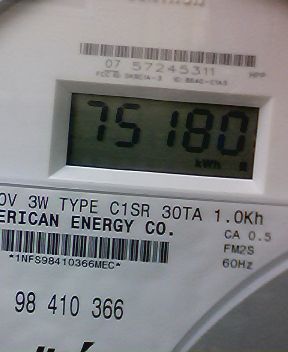 07 57245311
HPP
75180
kWh
0V 3W TYPE C1SR 30TA 1.0Kh
ERICAN ENERGY CO.
CA 0.5
FM2S
60Hz
*1NFS98410366MEC*
98 410 366